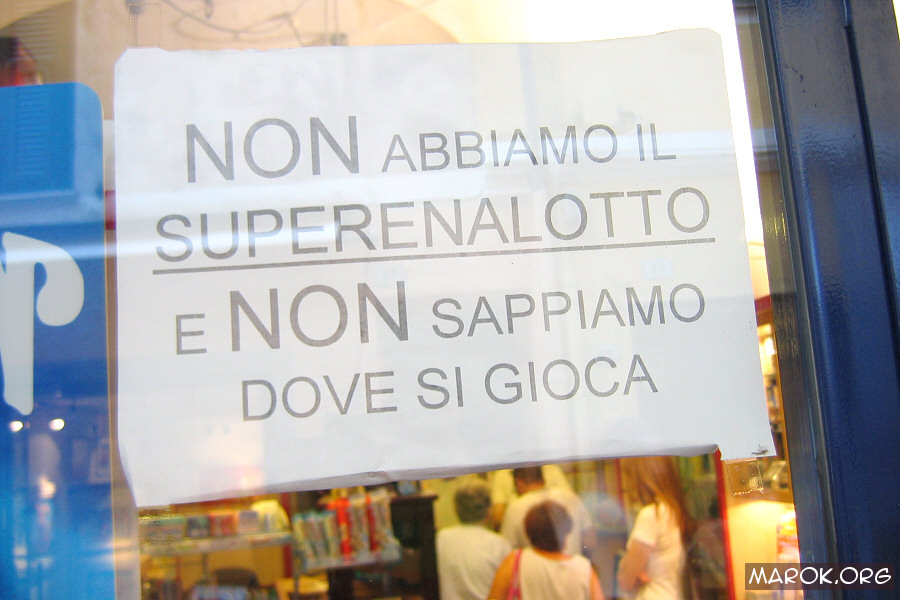 NON ABBIAMO IL
SUPERENALOTTO
E NON SAPPIAMO
DOVE SI GIOCA
MAROK.ORG